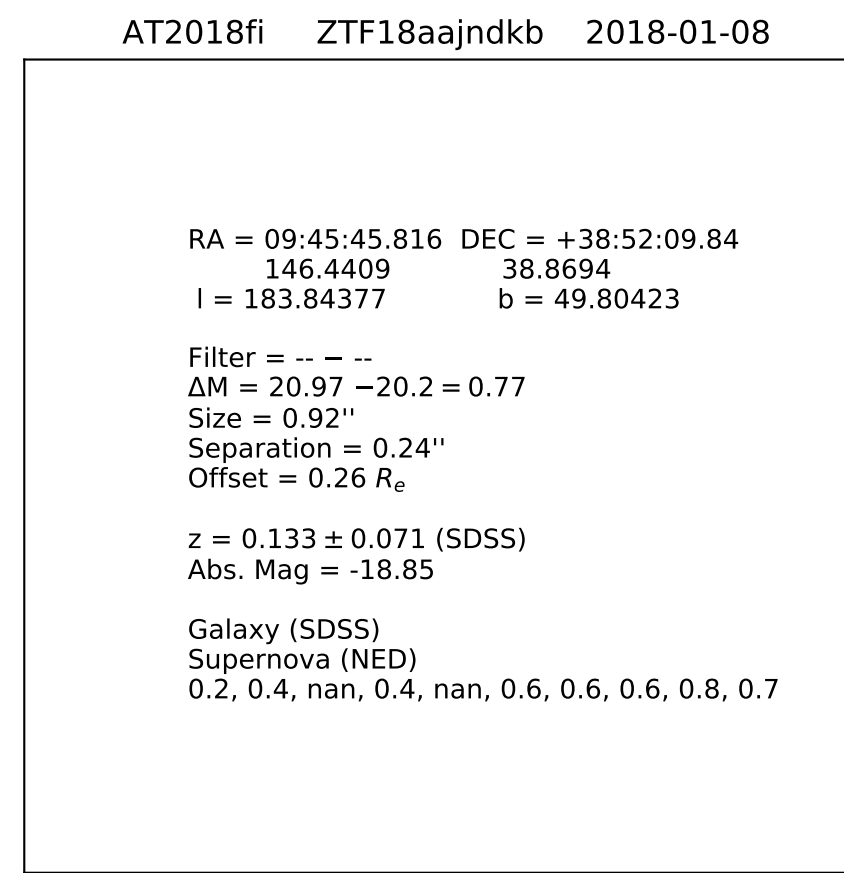 AT2018fi ZTF18aajndkb 2018-01-08
RA = 09:45:45.816 DEC = +38:52:09.84
146.4409 38.8694
l = 183.84377 b = 49.80423
Filter = -- − --
ΔM = 20.97 −20.2 = 0.77
Size = 0.92''
Separation = 0.24''
Offset = 0.26 Re
z = 0.133 ± 0.071 (SDSS)
Abs. Mag = -18.85
Galaxy (SDSS)
Supernova (NED)
0.2, 0.4, nan, 0.4, nan, 0.6, 0.6, 0.6, 0.8, 0.7